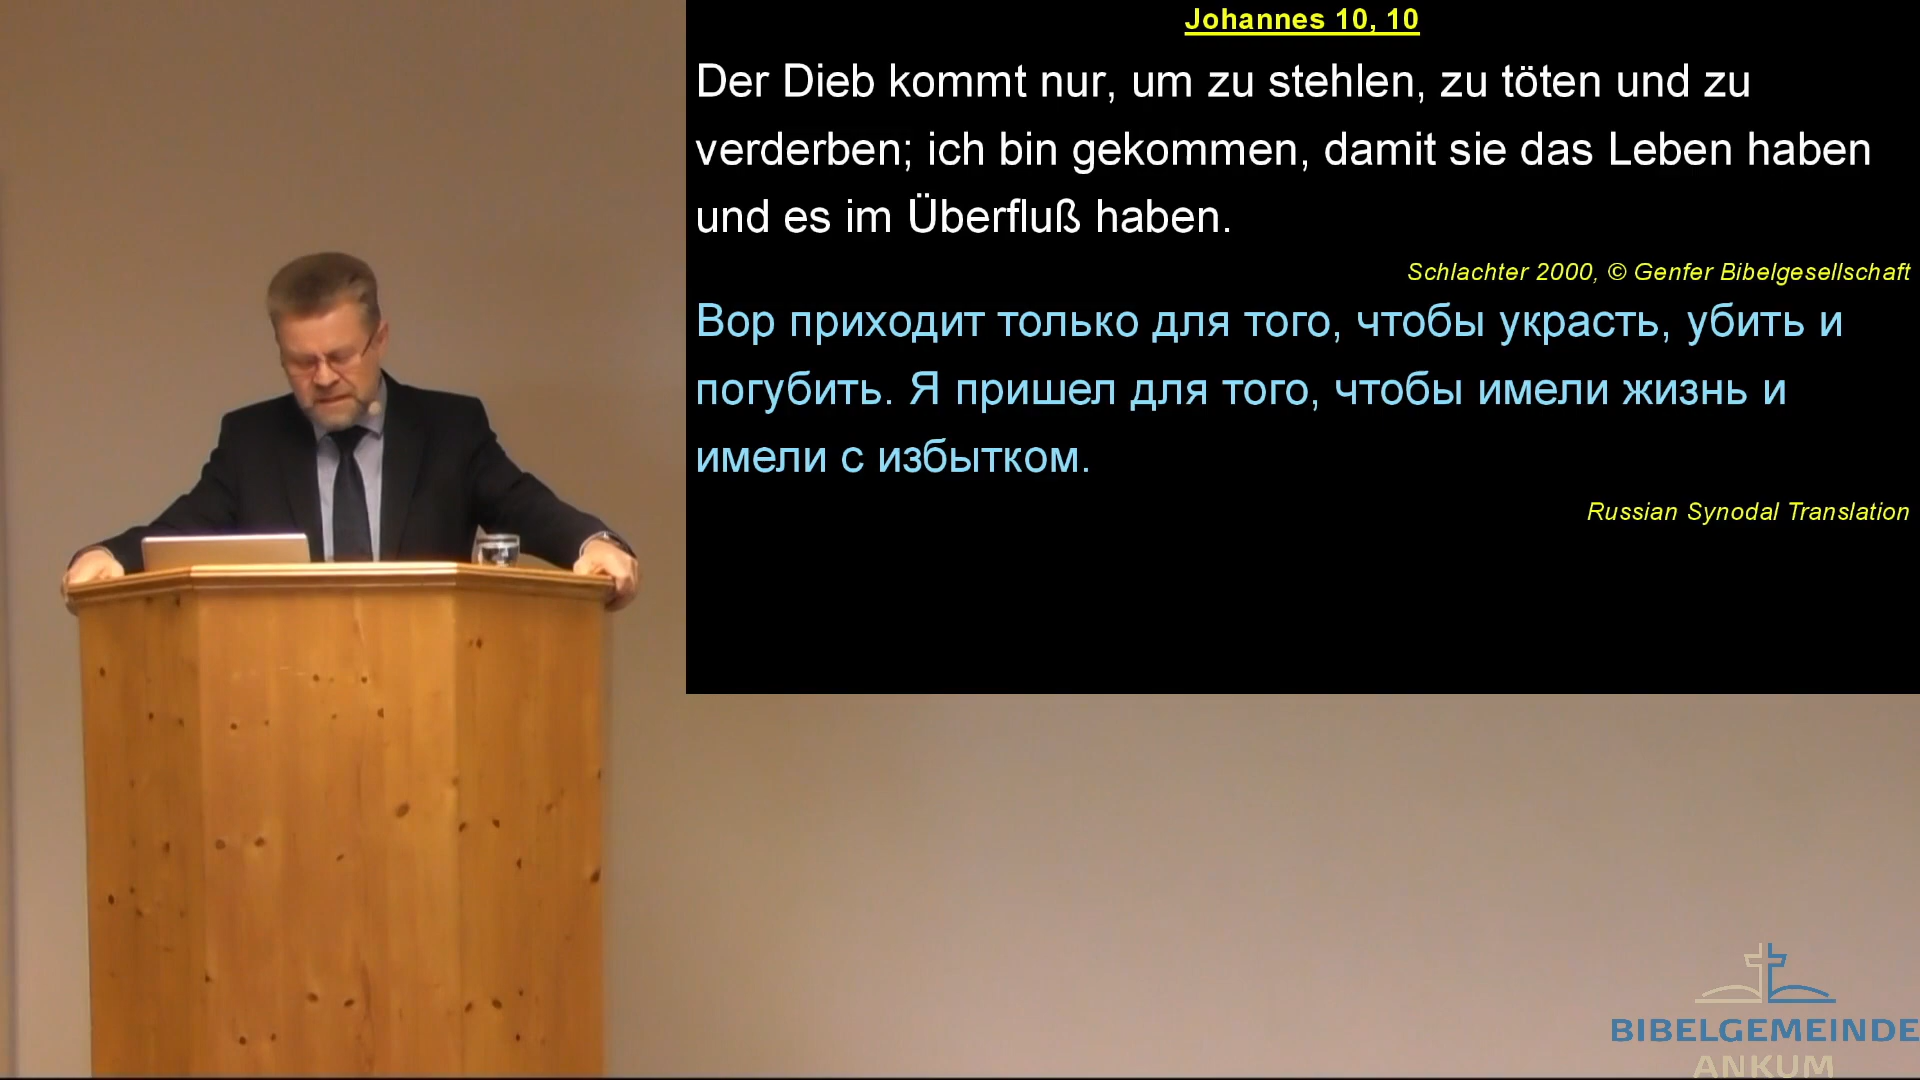 Johannes 10, 10
Der Dieb kommt nur, um zu stehlen, zu töten und zu
verderben; ich bin gekommen, damit sie das Leben haben
und es im Überfluß haben.
Schlachter 2000, © Genfer Bibelgesellschaft
Вор приходит только для того, чтобы украсть, убить и
погубить. Я пришел для того, чтобы имели жизнь и
имели с избытком.
Russian Synodal Translation
BIBELGEMEINDE
ANKUM